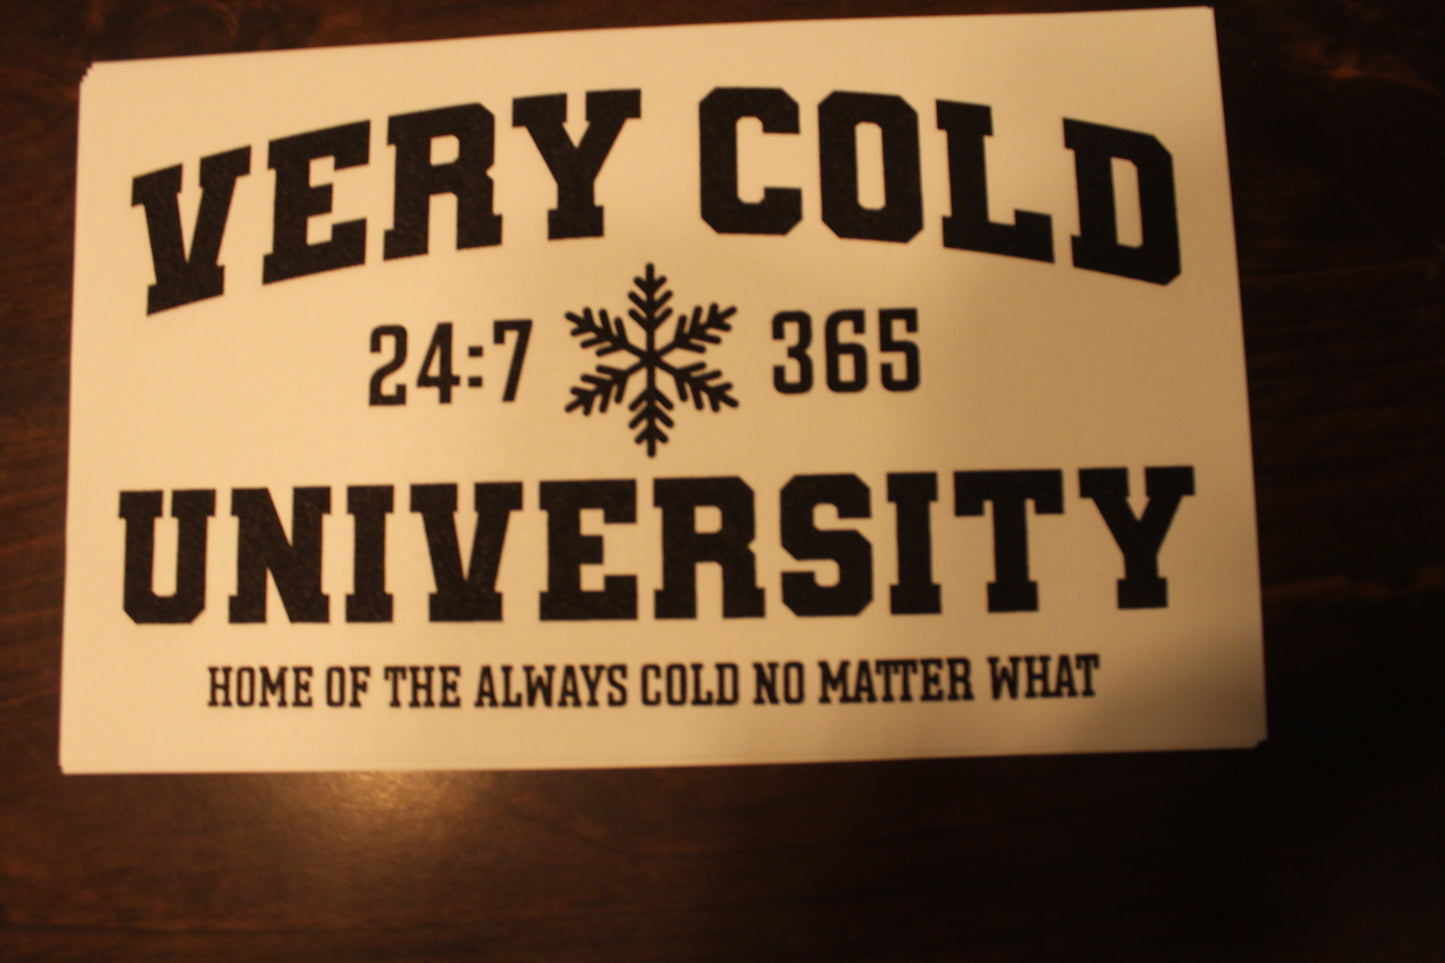 VERY COLD
24:7 365
UNIVERSITY
HOME OF THE ALWAYS COLD NO MATTER WHAT